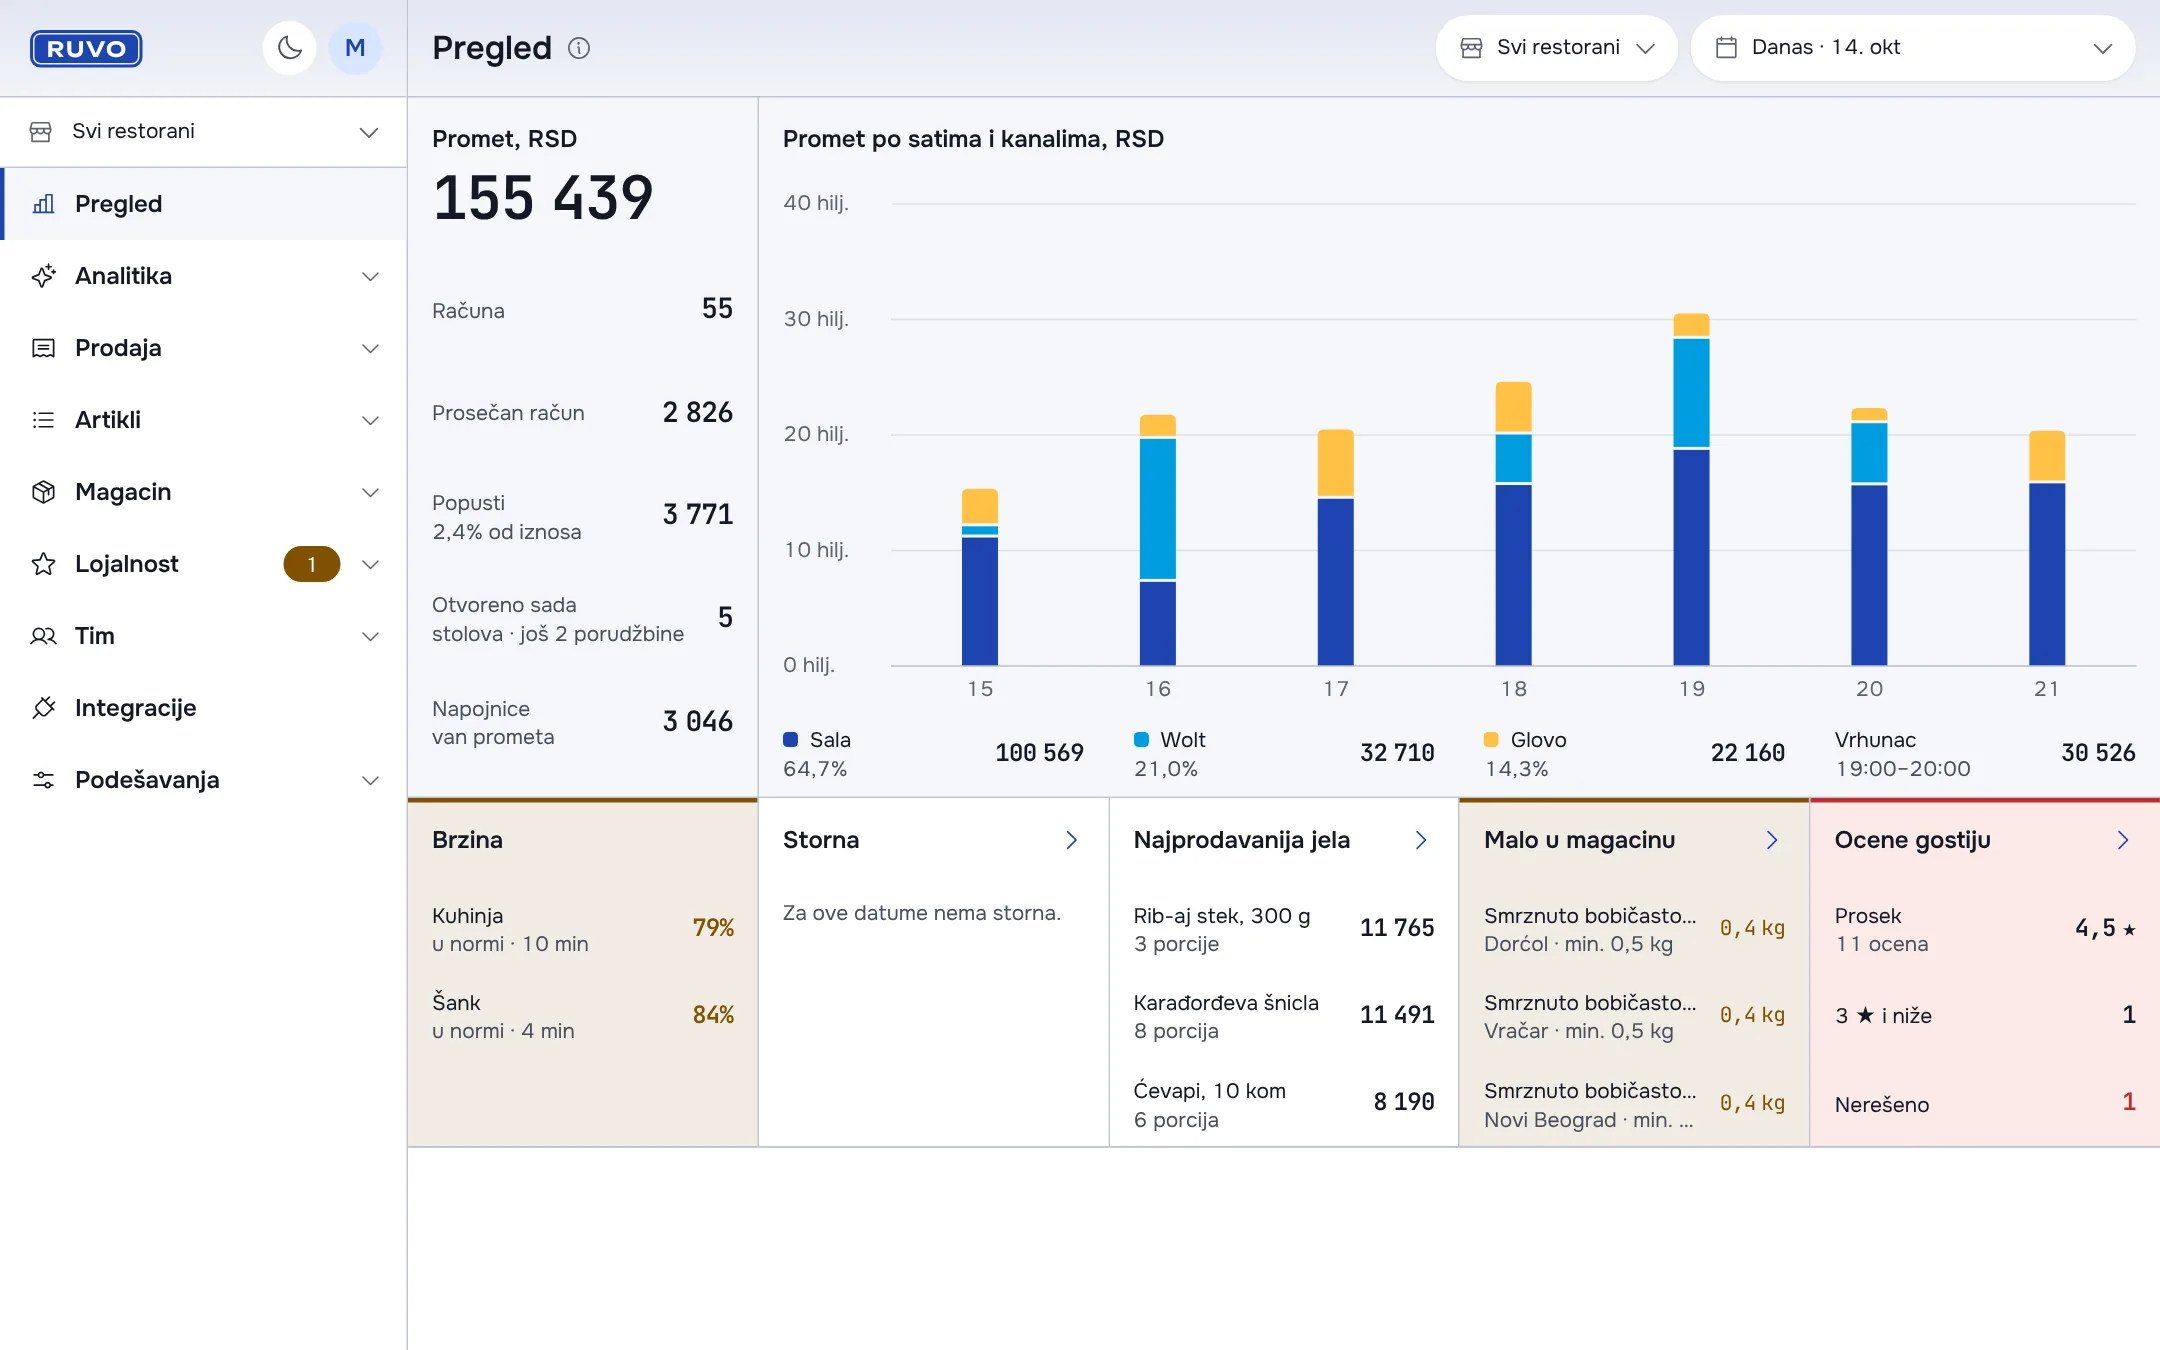 RUVO
M
Pregled
Svi restorani
Danas · 14. okt
Svi restorani
Pregled
Analitika
Prodaja
Artikli
Magacin
Lojalnost
1
Tim
Integracije
Podešavanja
Promet, RSD
155 439
Računa
55
Prosečan račun
2 826
Popusti
2,4% od iznosa
3 771
Otvoreno sada
stolova · još 2 porudžbine
5
Napojnice
van prometa
3 046
Promet po satima i kanalima, RSD
40 hilj.
30 hilj.
20 hilj.
10 hilj.
0 hilj.
15
16
17
18
19
20
21
Sala
64,7%
100 569
Wolt
21,0%
32 710
Glovo
14,3%
22 160
Vrhunac
19:00–20:00
30 526
Brzina
Kuhinja
u normi · 10 min
79%
Šank
u normi · 4 min
84%
Storna
Za ove datume nema storna.
Najprodavanija jela
Rib-aj stek, 300 g
3 porcije
11 765
Karađorđeva šnicla
8 porcija
11 491
Ćevapi, 10 kom
6 porcija
8 190
Malo u magacinu
Smrznuto bobičasto...
Dorćol · min. 0,5 kg
0,4 kg
Smrznuto bobičasto...
Vračar · min. 0,5 kg
0,4 kg
Smrznuto bobičasto...
Novi Beograd · min. ...
0,4 kg
Ocene gostiju
Prosek
11 ocena
4,5 ★
3 ★ i niže
1
Nerešeno
1